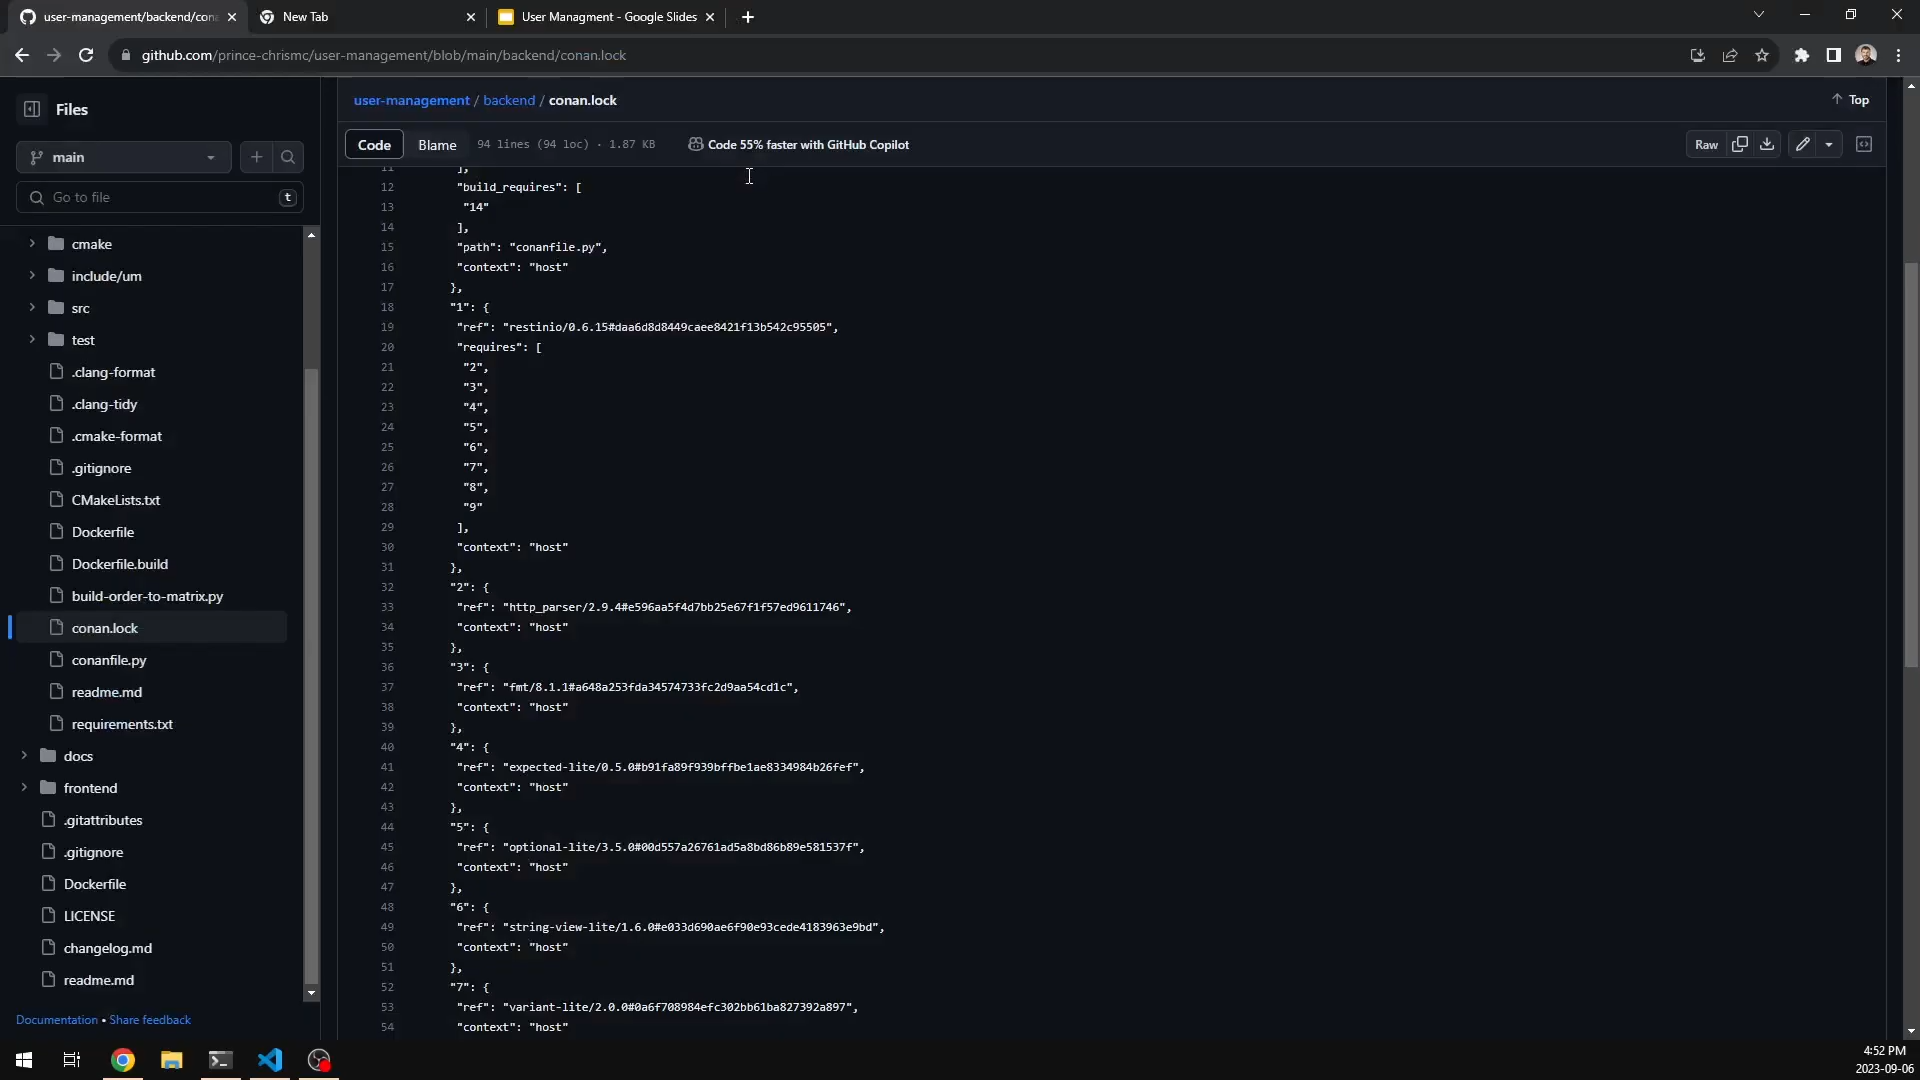 user-management/backend/cona
New Tab
User Managment - Google Slides
github.com/prince-chrismc/user-management/blob/main/backend/conan.lock
Files
main
Go to file
t
cmake
include/um
src
test
.clang-format
.clang-tidy
.cmake-format
.gitignore
CMakeLists.txt
Dockerfile
Dockerfile.build
build-order-to-matrix.py
conan.lock
conanfile.py
readme.md
requirements.txt
docs
frontend
.gitattributes
.gitignore
Dockerfile
LICENSE
changelog.md
readme.md
Documentation • Share feedback
user-management / backend / conan.lock
Top
Code
Blame
94 lines (94 loc) · 1.87 KB
Code 55% faster with GitHub Copilot
Raw
11 ],
12 "build_requires": [
13 "14"
14 ],
15 "path": "conanfile.py",
16 "context": "host"
17 },
18 "1": {
19 "ref": "restinio/0.6.15#daa6d8d8449caee8421f13b542c95505",
20 "requires": [
21 "2",
22 "3",
23 "4",
24 "5",
25 "6",
26 "7",
27 "8",
28 "9"
29 ],
30 "context": "host"
31 },
32 "2": {
33 "ref": "http_parser/2.9.4#e596aa5f4d7bb25e67f1f57ed9611746",
34 "context": "host"
35 },
36 "3": {
37 "ref": "fmt/8.1.1#a648a253fda34574733fc2d9aa54cd1c",
38 "context": "host"
39 },
40 "4": {
41 "ref": "expected-lite/0.5.0#b91fa89f939bffbe1ae8334984b26fef",
42 "context": "host"
43 },
44 "5": {
45 "ref": "optional-lite/3.5.0#00d557a26761ad5a8bd86b89e581537f",
46 "context": "host"
47 },
48 "6": {
49 "ref": "string-view-lite/1.6.0#e033d690ae6f90e93cede4183963e9bd",
50 "context": "host"
51 },
52 "7": {
53 "ref": "variant-lite/2.0.0#0a6f708984efc302bb61ba827392a897",
54 "context": "host"
4:52 PM
2023-09-06